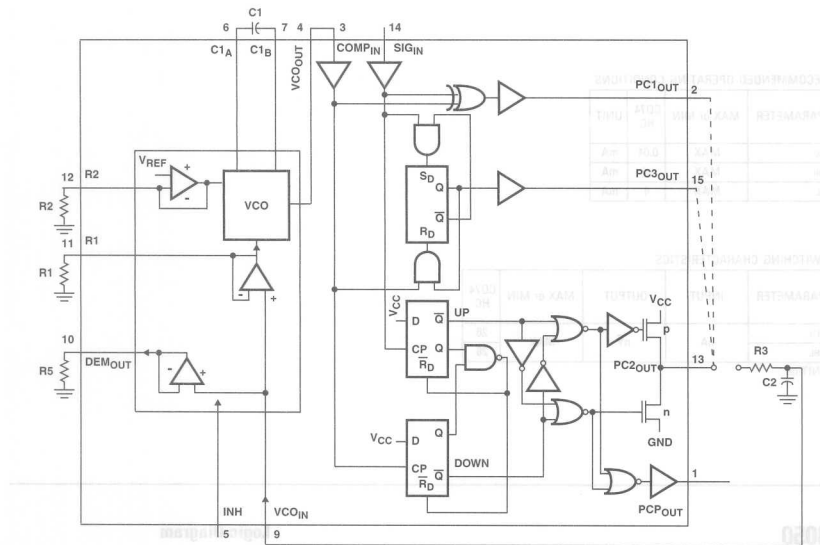 C1
6 7 4 3 14
C1A C1B VCOOUT COMPIN SIGIN
PC1OUT
2
VREF
12 R2
+
-
R2
VCO
SD
Q
Q
RD
PC3OUT
15
11 R1
R1
- +
VCC
D Q
UP
CP Q
RD
VCC
p
10
DEMOUT
R5
- +
PC2OUT
13
R3
C2
n
GND
VCC
D Q
CP Q
RD
DOWN
1
PCPOUT
INH VCOIN
5 9